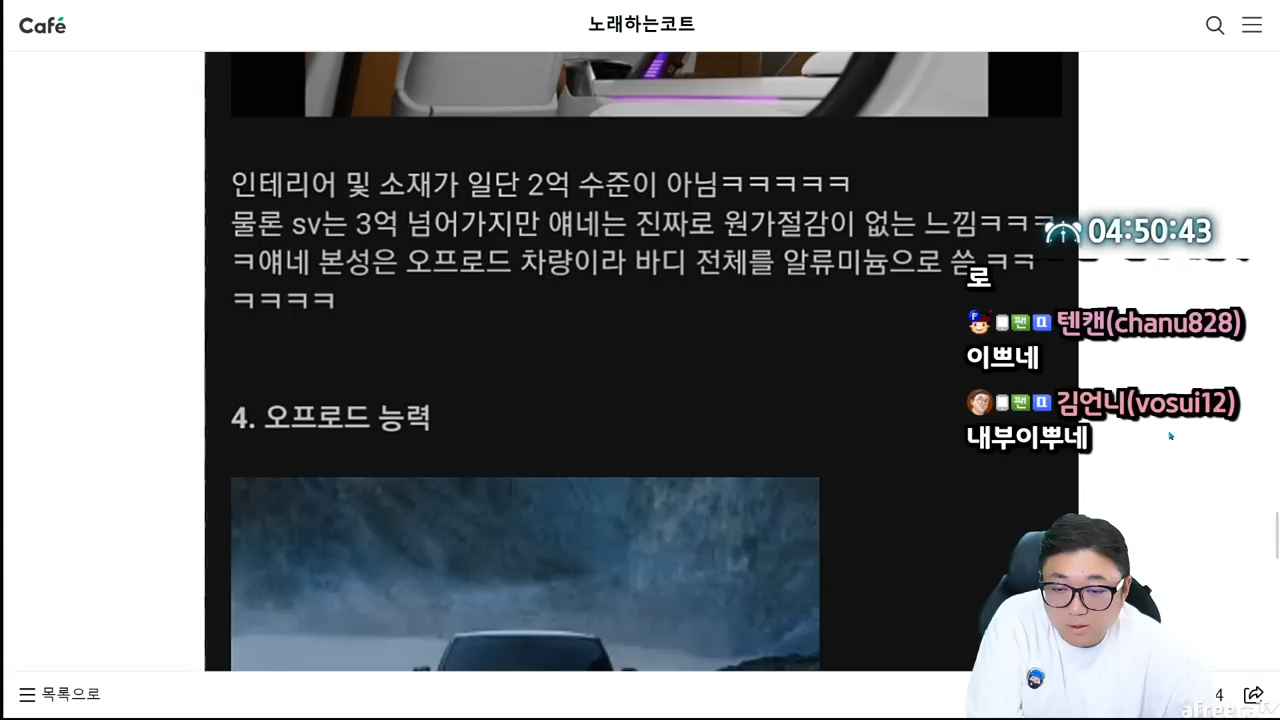 Café
노래하는코트
인테리어 및 소재가 일단 2억 수준이 아님ㅋㅋㅋㅋㅋ
물론 sv는 3억 넘어가지만 얘네는 진짜로 원가절감이 없는 느낌ㅋㅋㅋ
ㅋ얘네 본성은 오프로드 차량이라 바디 전체를 알류미늄으로 씀 ㅋㅋ
ㅋㅋㅋㅋ
04:50:43
로
팬
텐캔(chanu828)
이쁘네
팬
김언니(vosui12)
내부이뿌네
4. 오프로드 능력
목록으로
4
afreecaTV